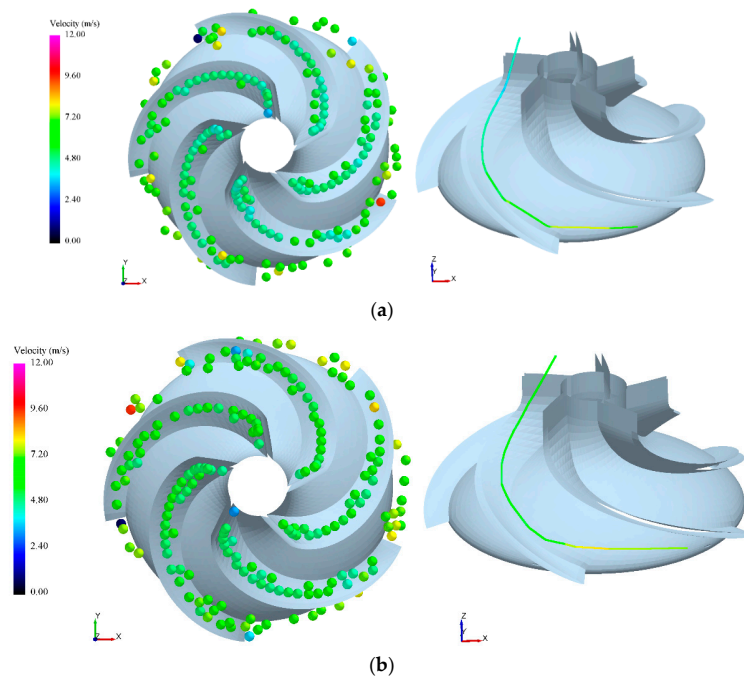 Velocity (m/s)
12.00
9.60
7.20
4.80
2.40
0.00
Y
Z
X
Z
Y
X
(a)
Velocity (m/s)
12.00
9.60
7.20
4.80
2.40
0.00
Y
Z
X
Z
Y
X
(b)